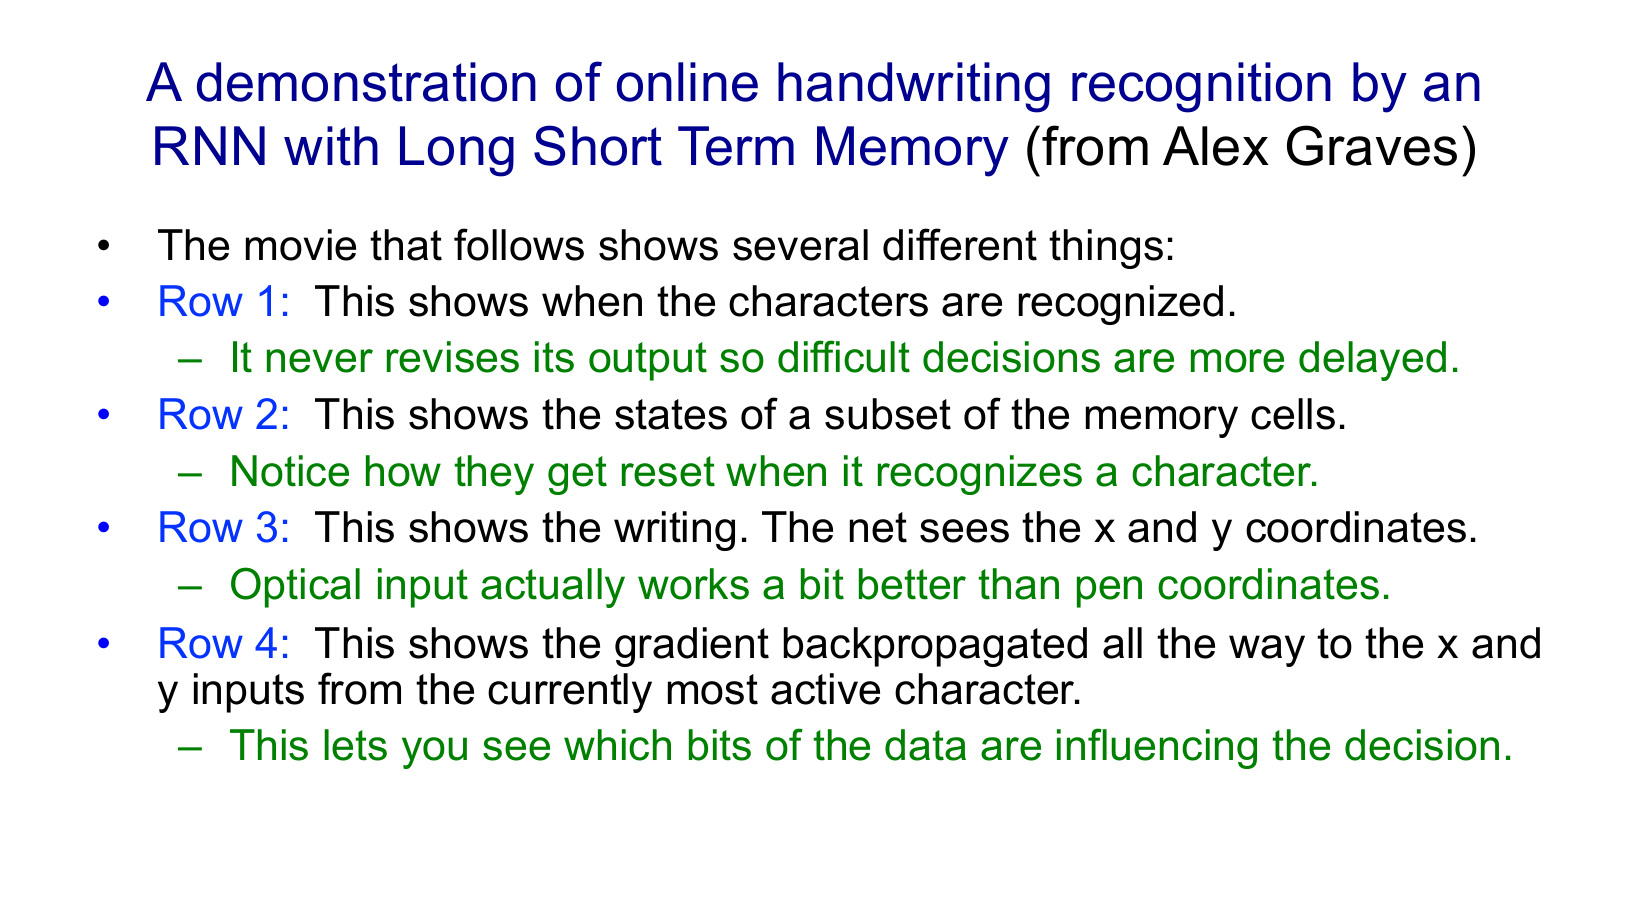 A demonstration of online handwriting recognition by an
RNN with Long Short Term Memory (from Alex Graves)
• The movie that follows shows several different things:
• Row 1: This shows when the characters are recognized.
– It never revises its output so difficult decisions are more delayed.
• Row 2: This shows the states of a subset of the memory cells.
– Notice how they get reset when it recognizes a character.
• Row 3: This shows the writing. The net sees the x and y coordinates.
– Optical input actually works a bit better than pen coordinates.
• Row 4: This shows the gradient backpropagated all the way to the x and
y inputs from the currently most active character.
– This lets you see which bits of the data are influencing the decision.